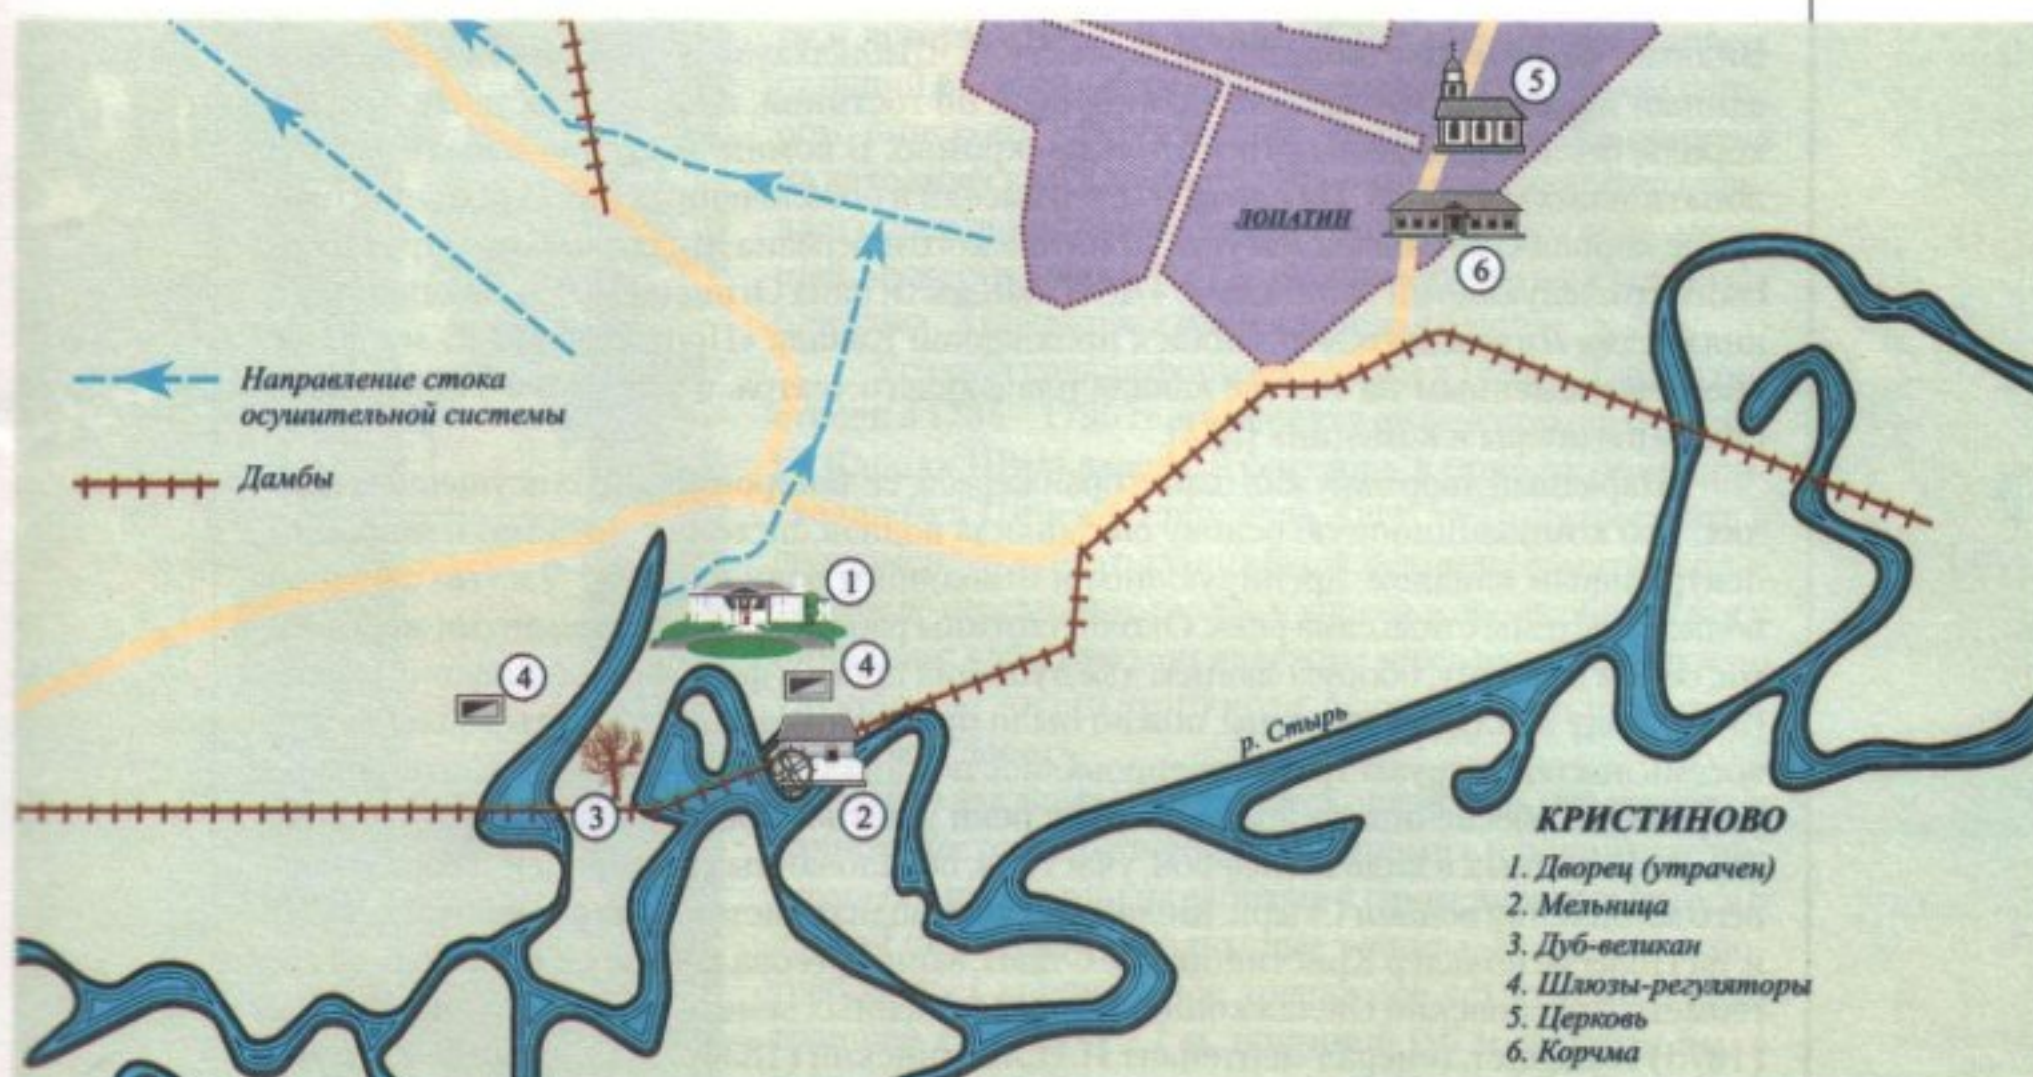 5
ЛОПАТИН
6
Направление стока
осушительной системы
Дамбы
1
4
4
р. Стырь
3
2
КРИСТИНОВО
1. Дворец (утрачен)
2. Мельница
3. Дуб-великан
4. Шлюзы-регуляторы
5. Церковь
6. Корчма